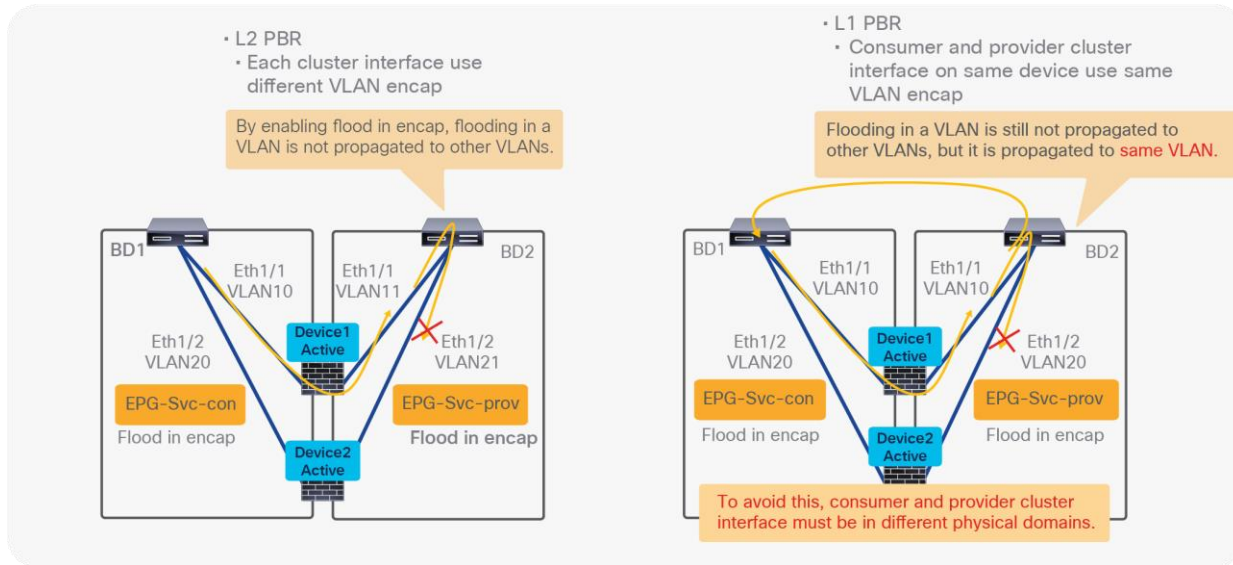 · L2 PBR
· Each cluster interface use
different VLAN encap
By enabling flood in encap, flooding in a
VLAN is not propagated to other VLANs.
BD1
BD2
Eth1/1
VLAN10
Eth1/1
VLAN11
Eth1/2
VLAN20
Device1
Active
Eth1/2
VLAN21
EPG-Svc-con
EPG-Svc-prov
Flood in encap
Flood in encap
Device2
Active
· L1 PBR
· Consumer and provider cluster
interface on same device use same
VLAN encap
Flooding in a VLAN is still not propagated to
other VLANs, but it is propagated to same VLAN.
BD1
BD2
Eth1/1
VLAN10
Eth1/1
VLAN10
Eth1/2
VLAN20
Device1
Active
Eth1/2
VLAN20
EPG-Svc-con
EPG-Svc-prov
Flood in encap
Flood in encap
Device2
Active
To avoid this, consumer and provider cluster
interface must be in different physical domains.